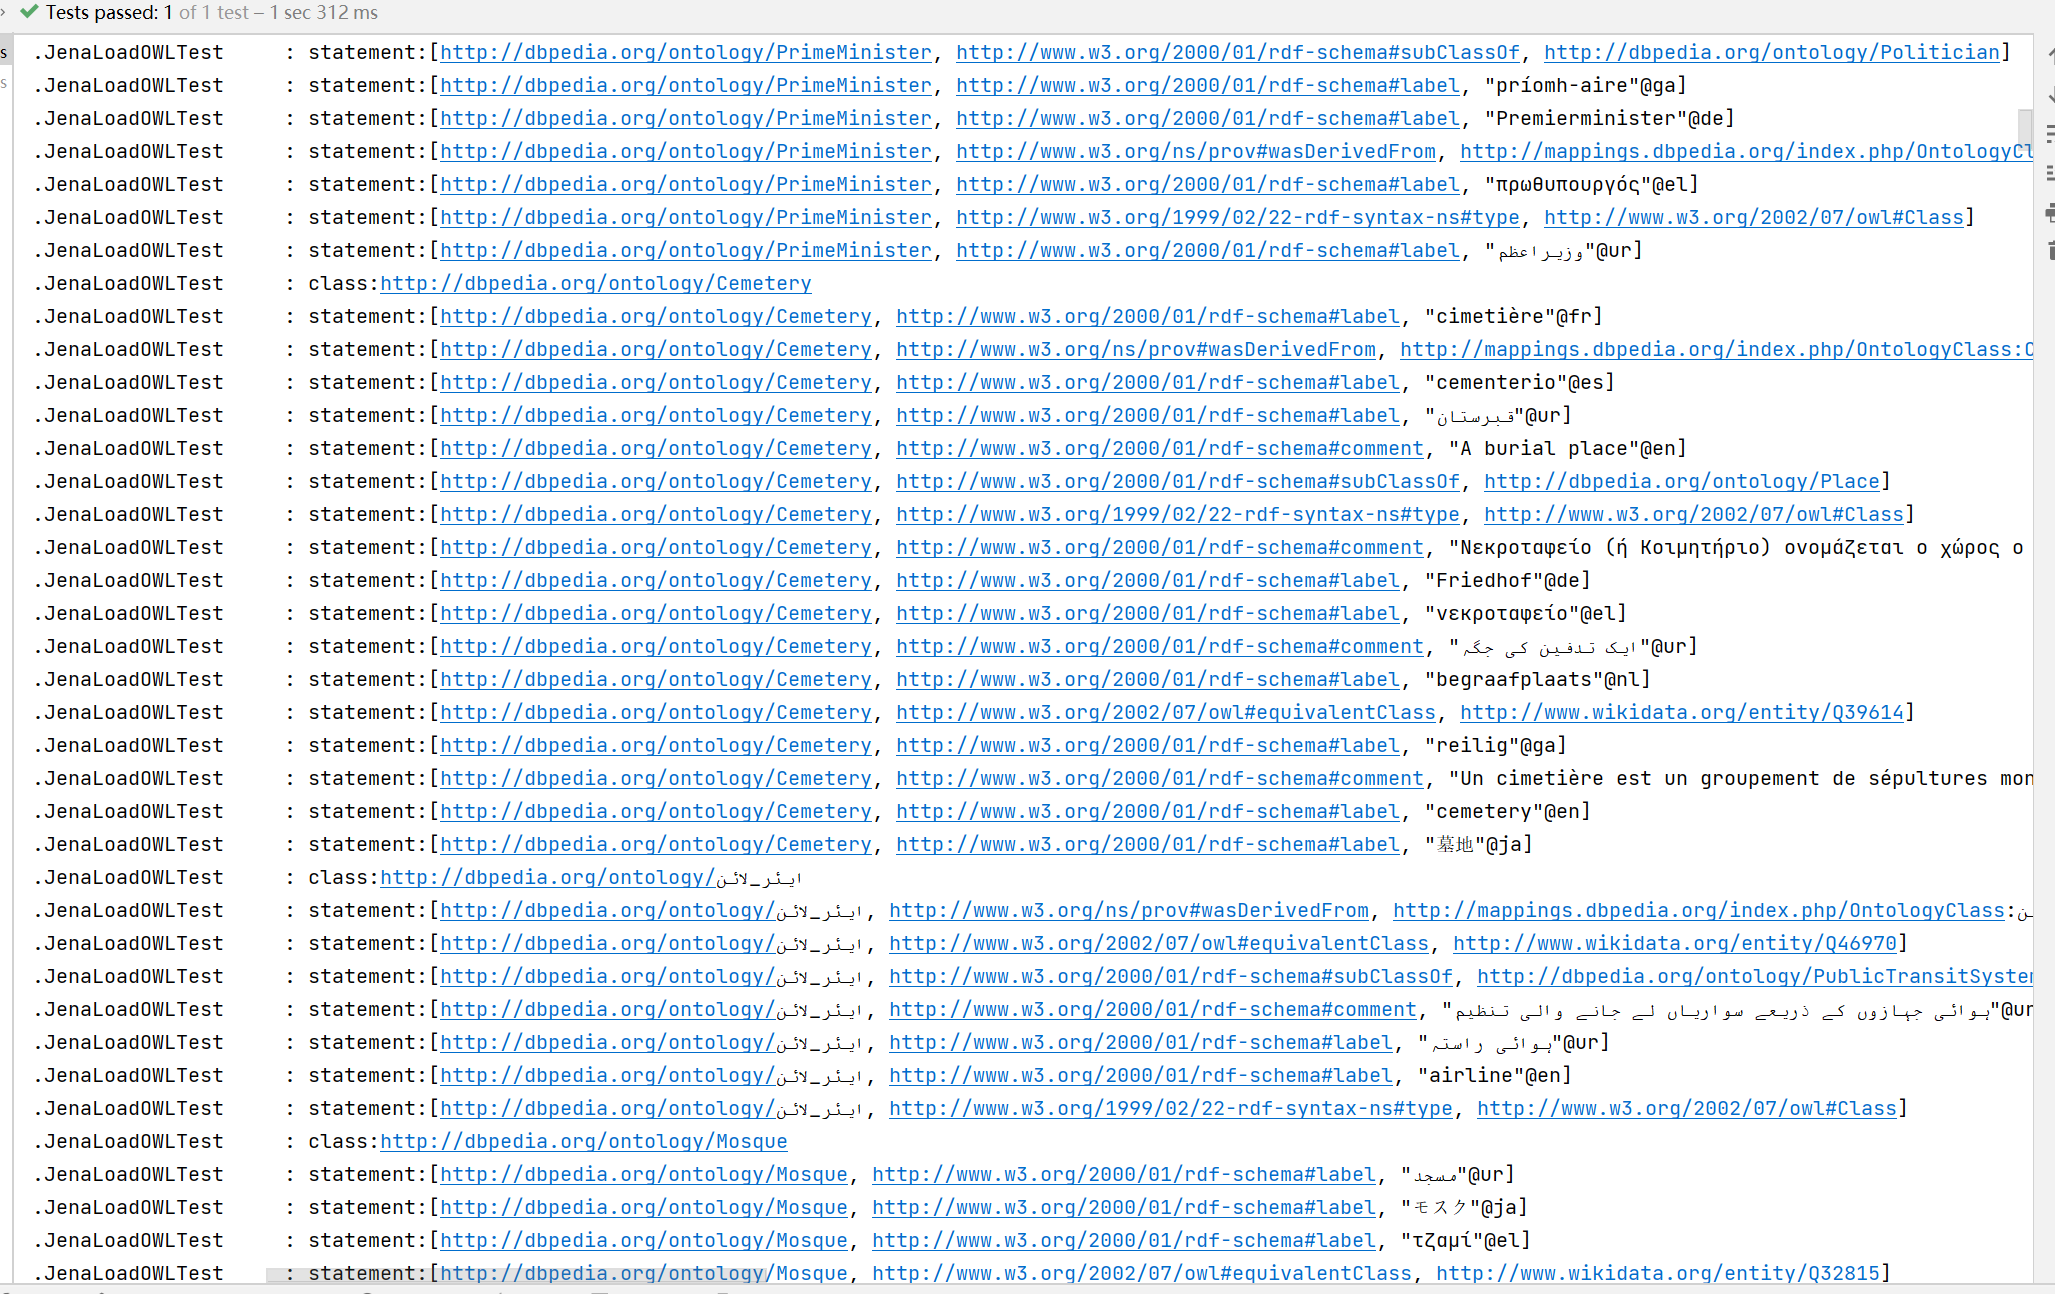 Tests passed: 1 of 1 test – 1 sec 312 ms
.JenaLoadOWLTest : statement:[http://dbpedia.org/ontology/PrimeMinister, http://www.w3.org/2000/01/rdf-schema#subClassOf, http://dbpedia.org/ontology/Politician]
.JenaLoadOWLTest : statement:[http://dbpedia.org/ontology/PrimeMinister, http://www.w3.org/2000/01/rdf-schema#label, "príomh-aire"@ga]
.JenaLoadOWLTest : statement:[http://dbpedia.org/ontology/PrimeMinister, http://www.w3.org/2000/01/rdf-schema#label, "Premierminister"@de]
.JenaLoadOWLTest : statement:[http://dbpedia.org/ontology/PrimeMinister, http://www.w3.org/ns/prov#wasDerivedFrom, http://mappings.dbpedia.org/index.php/OntologyCl
.JenaLoadOWLTest : statement:[http://dbpedia.org/ontology/PrimeMinister, http://www.w3.org/2000/01/rdf-schema#label, "πρωθυπουργός"@el]
.JenaLoadOWLTest : statement:[http://dbpedia.org/ontology/PrimeMinister, http://www.w3.org/1999/02/22-rdf-syntax-ns#type, http://www.w3.org/2002/07/owl#Class]
.JenaLoadOWLTest : statement:[http://dbpedia.org/ontology/PrimeMinister, http://www.w3.org/2000/01/rdf-schema#label, "وزیراعظم"@ur]
.JenaLoadOWLTest : class:http://dbpedia.org/ontology/Cemetery
.JenaLoadOWLTest : statement:[http://dbpedia.org/ontology/Cemetery, http://www.w3.org/2000/01/rdf-schema#label, "cimetière"@fr]
.JenaLoadOWLTest : statement:[http://dbpedia.org/ontology/Cemetery, http://www.w3.org/ns/prov#wasDerivedFrom, http://mappings.dbpedia.org/index.php/OntologyClass:C
.JenaLoadOWLTest : statement:[http://dbpedia.org/ontology/Cemetery, http://www.w3.org/2000/01/rdf-schema#label, "cementerio"@es]
.JenaLoadOWLTest : statement:[http://dbpedia.org/ontology/Cemetery, http://www.w3.org/2000/01/rdf-schema#label, "قبرستان"@ur]
.JenaLoadOWLTest : statement:[http://dbpedia.org/ontology/Cemetery, http://www.w3.org/2000/01/rdf-schema#comment, "A burial place"@en]
.JenaLoadOWLTest : statement:[http://dbpedia.org/ontology/Cemetery, http://www.w3.org/2000/01/rdf-schema#subClassOf, http://dbpedia.org/ontology/Place]
.JenaLoadOWLTest : statement:[http://dbpedia.org/ontology/Cemetery, http://www.w3.org/1999/02/22-rdf-syntax-ns#type, http://www.w3.org/2002/07/owl#Class]
.JenaLoadOWLTest : statement:[http://dbpedia.org/ontology/Cemetery, http://www.w3.org/2000/01/rdf-schema#comment, "Νεκροταφείο (ή Κοιμητήριο) ονομάζεται ο χώρος ο
.JenaLoadOWLTest : statement:[http://dbpedia.org/ontology/Cemetery, http://www.w3.org/2000/01/rdf-schema#label, "Friedhof"@de]
.JenaLoadOWLTest : statement:[http://dbpedia.org/ontology/Cemetery, http://www.w3.org/2000/01/rdf-schema#label, "νεκροταφείο"@el]
.JenaLoadOWLTest : statement:[http://dbpedia.org/ontology/Cemetery, http://www.w3.org/2000/01/rdf-schema#comment, "ایک تدفین کی جگہ"@ur]
.JenaLoadOWLTest : statement:[http://dbpedia.org/ontology/Cemetery, http://www.w3.org/2000/01/rdf-schema#label, "begraafplaats"@nl]
.JenaLoadOWLTest : statement:[http://dbpedia.org/ontology/Cemetery, http://www.w3.org/2002/07/owl#equivalentClass, http://www.wikidata.org/entity/Q39614]
.JenaLoadOWLTest : statement:[http://dbpedia.org/ontology/Cemetery, http://www.w3.org/2000/01/rdf-schema#label, "reilig"@ga]
.JenaLoadOWLTest : statement:[http://dbpedia.org/ontology/Cemetery, http://www.w3.org/2000/01/rdf-schema#comment, "Un cimetière est un groupement de sépultures mon
.JenaLoadOWLTest : statement:[http://dbpedia.org/ontology/Cemetery, http://www.w3.org/2000/01/rdf-schema#label, "cemetery"@en]
.JenaLoadOWLTest : statement:[http://dbpedia.org/ontology/Cemetery, http://www.w3.org/2000/01/rdf-schema#label, "墓地"@ja]
.JenaLoadOWLTest : class:http://dbpedia.org/ontology/ایئر_لائن
.JenaLoadOWLTest : statement:[http://dbpedia.org/ontology/ایئر_لائن, http://www.w3.org/ns/prov#wasDerivedFrom, http://mappings.dbpedia.org/index.php/OntologyClass:
.JenaLoadOWLTest : statement:[http://dbpedia.org/ontology/ایئر_لائن, http://www.w3.org/2002/07/owl#equivalentClass, http://www.wikidata.org/entity/Q46970]
.JenaLoadOWLTest : statement:[http://dbpedia.org/ontology/ایئر_لائن, http://www.w3.org/2000/01/rdf-schema#subClassOf, http://dbpedia.org/ontology/PublicTransitSystem
.JenaLoadOWLTest : statement:[http://dbpedia.org/ontology/ایئر_لائن, http://www.w3.org/2000/01/rdf-schema#comment, "ہوائی جہازوں کے ذریعے سواریاں لے جانے والی تنظیم"@ur
.JenaLoadOWLTest : statement:[http://dbpedia.org/ontology/ایئر_لائن, http://www.w3.org/2000/01/rdf-schema#label, "ہوائی راستہ"@ur]
.JenaLoadOWLTest : statement:[http://dbpedia.org/ontology/ایئر_لائن, http://www.w3.org/2000/01/rdf-schema#label, "airline"@en]
.JenaLoadOWLTest : statement:[http://dbpedia.org/ontology/ایئر_لائن, http://www.w3.org/1999/02/22-rdf-syntax-ns#type, http://www.w3.org/2002/07/owl#Class]
.JenaLoadOWLTest : class:http://dbpedia.org/ontology/Mosque
.JenaLoadOWLTest : statement:[http://dbpedia.org/ontology/Mosque, http://www.w3.org/2000/01/rdf-schema#label, "مسجد"@ur]
.JenaLoadOWLTest : statement:[http://dbpedia.org/ontology/Mosque, http://www.w3.org/2000/01/rdf-schema#label, "モスク"@ja]
.JenaLoadOWLTest : statement:[http://dbpedia.org/ontology/Mosque, http://www.w3.org/2000/01/rdf-schema#label, "τζαμί"@el]
.JenaLoadOWLTest : statement:[http://dbpedia.org/ontology/Mosque, http://www.w3.org/2002/07/owl#equivalentClass, http://www.wikidata.org/entity/Q32815]